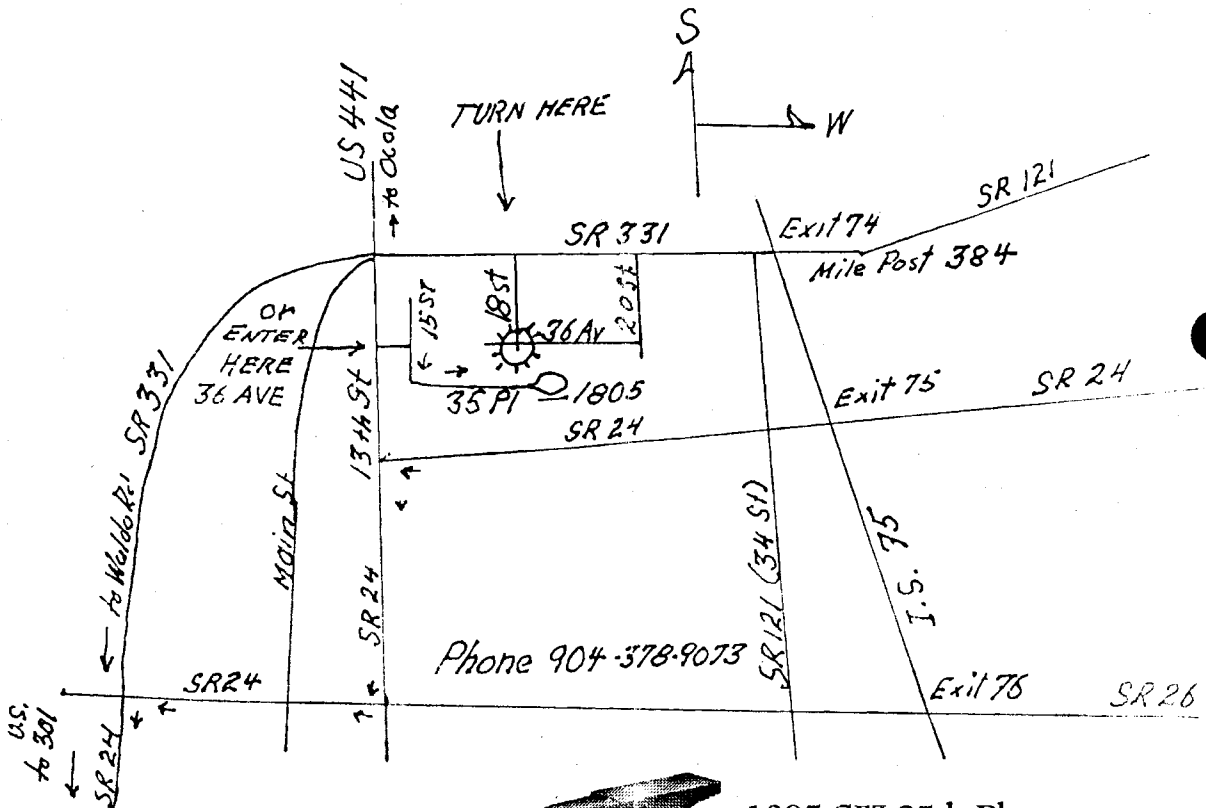 S
W
US 441
→ to Ocala
TURN HERE
SR 121
SR 331
Exit 74
Mile Post 384
or
ENTER
HERE
36 AVE
15 ST
18 St
36 Av
20 St
35 Pl
1805
Exit 75
SR 24
SR 24
13th St
SR 331
← to Waldo Rd
Main St
SR 24
SR 121 (34 St)
I.S. 75
Phone 904-378-9073
SR24
Exit 76
SR 26
U.S.
to 301
SR 24